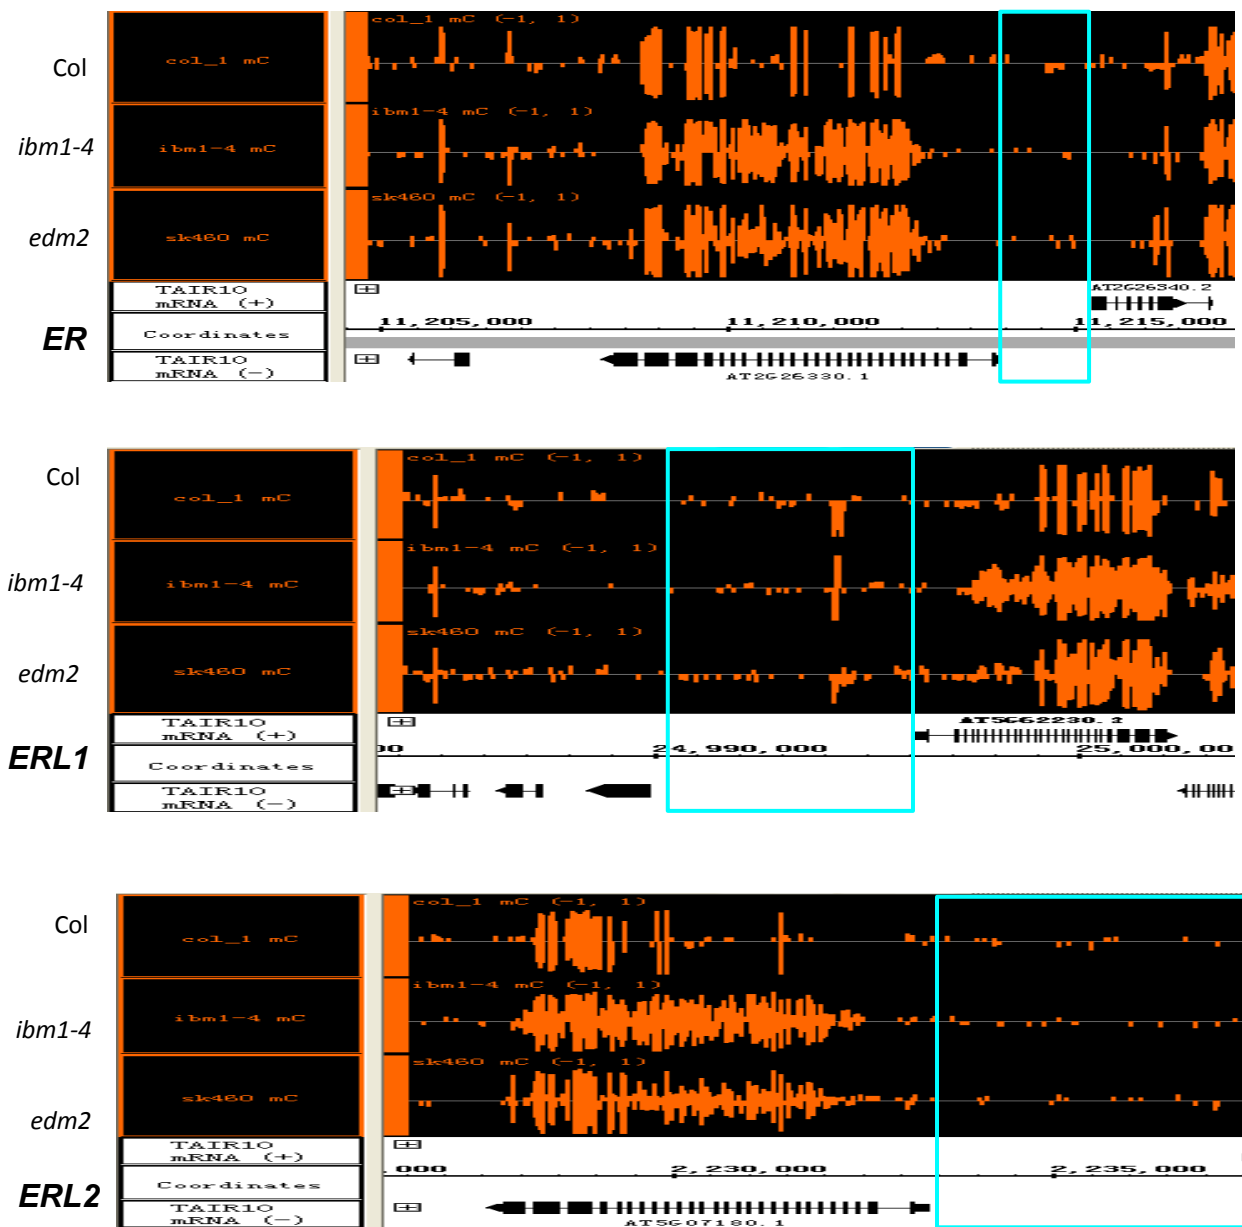 Col
col_1 mC
col_1 mC (-1, 1)
ibm1-4
ibm1-4 mC
ibm1-4 mC (-1, 1)
edm2
sk460 mC
sk460 mC (-1, 1)
TAIR10
mRNA (+)
AT2G26340.2
ER
Coordinates
11,205,000 11,210,000 11,215,000
TAIR10
mRNA (-)
AT2G26330.1
Col
col_1 mC
col_1 mC (-1, 1)
ibm1-4
ibm1-4 mC
ibm1-4 mC (-1, 1)
edm2
sk460 mC
sk460 mC (-1, 1)
TAIR10
mRNA (+)
ERL1
Coordinates
24,990,000 25,000,00
TAIR10
mRNA (-)
Col
col_1 mC
col_1 mC (-1, 1)
ibm1-4
ibm1-4 mC
ibm1-4 mC (-1, 1)
edm2
sk460 mC
sk460 mC (-1, 1)
TAIR10
mRNA (+)
ERL2
Coordinates
.000 2,230,000 2,235,000
TAIR10
mRNA (-)
AT5G07180.1